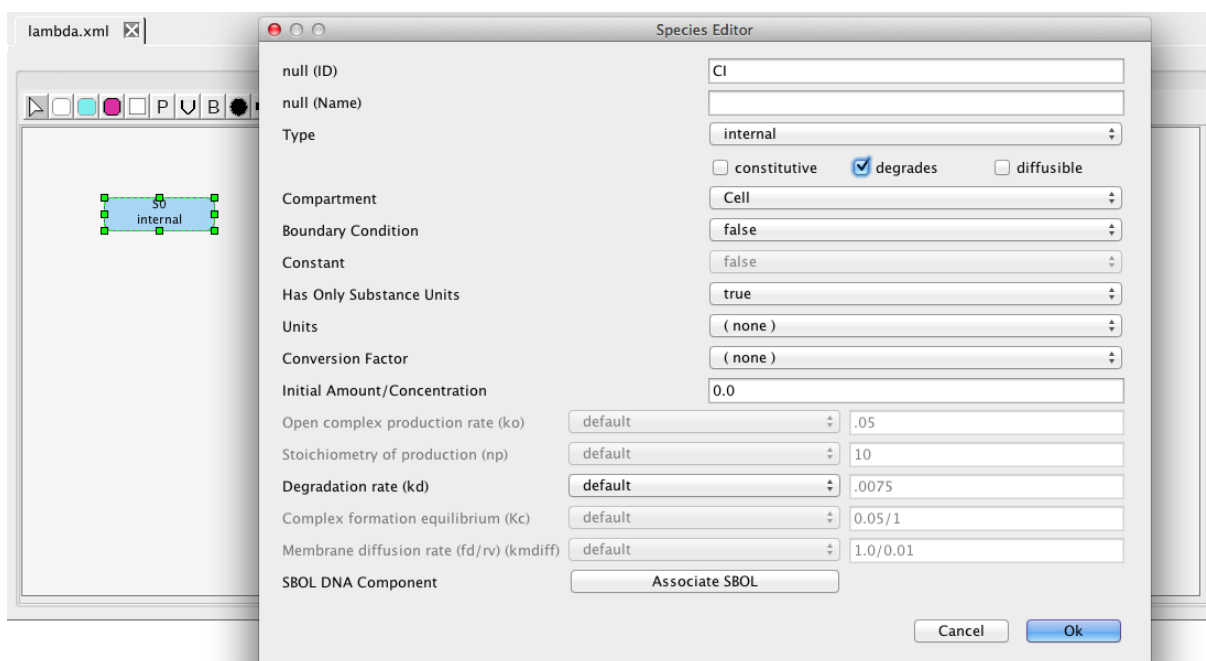 lambda.xml
Species Editor
null (ID) CI
null (Name)
Type internal
constitutive degrades diffusible
P V B
Compartment Cell
S0
internal
Boundary Condition false
Constant false
Has Only Substance Units true
Units ( none )
Conversion Factor ( none )
Initial Amount/Concentration 0.0
Open complex production rate (ko) default .05
Stoichiometry of production (np) default 10
Degradation rate (kd) default .0075
Complex formation equilibrium (Kc) default 0.05/1
Membrane diffusion rate (fd/rv) (kmdiff) default 1.0/0.01
SBOL DNA Component Associate SBOL
Cancel Ok